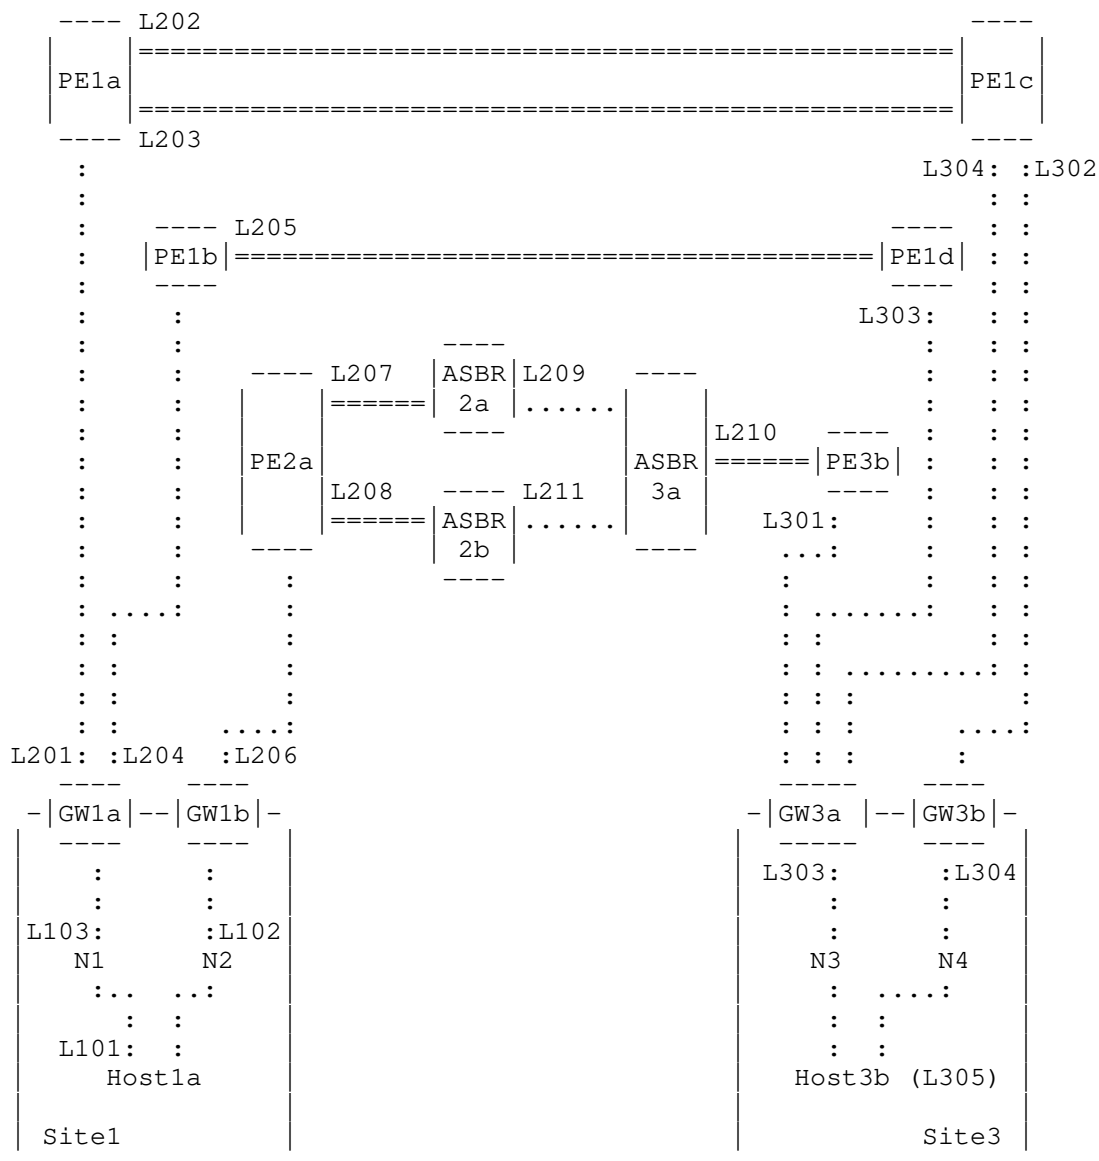 L202
PE1a PE1c
L203
L304: :L302
L205
PE1b PE1d
L303:
L207 ASBR L209
2a
L210
PE2a ASBR PE3b
L208 L211 3a
ASBR L301:
2b
L201: :L204 :L206
GW1a GW1b GW3a GW3b
L303: :L304
L103: :L102
N1 N2 N3 N4
L101:
Host1a Host3b (L305)
Site1 Site3